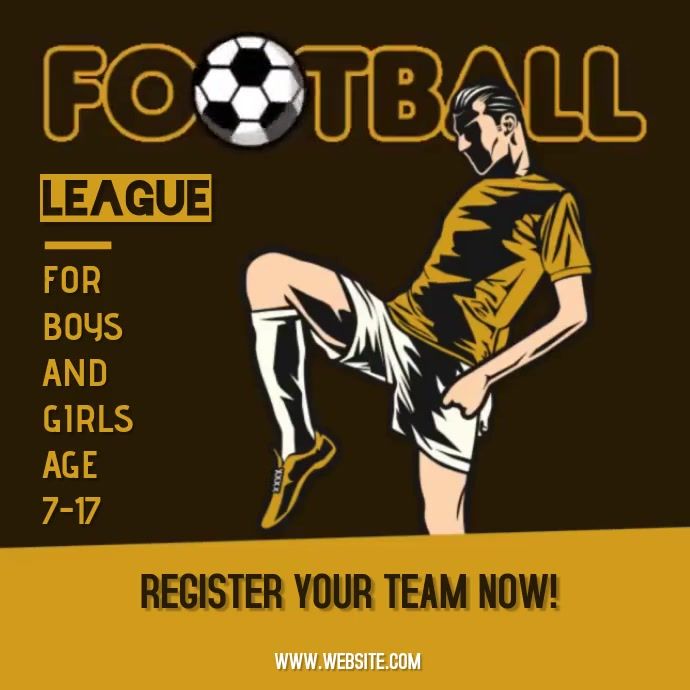 FOOTBALL
LEAGUE
FOR
BOYS
AND
GIRLS
AGE
7-17
REGISTER YOUR TEAM NOW!
WWW.WEBSITE.COM